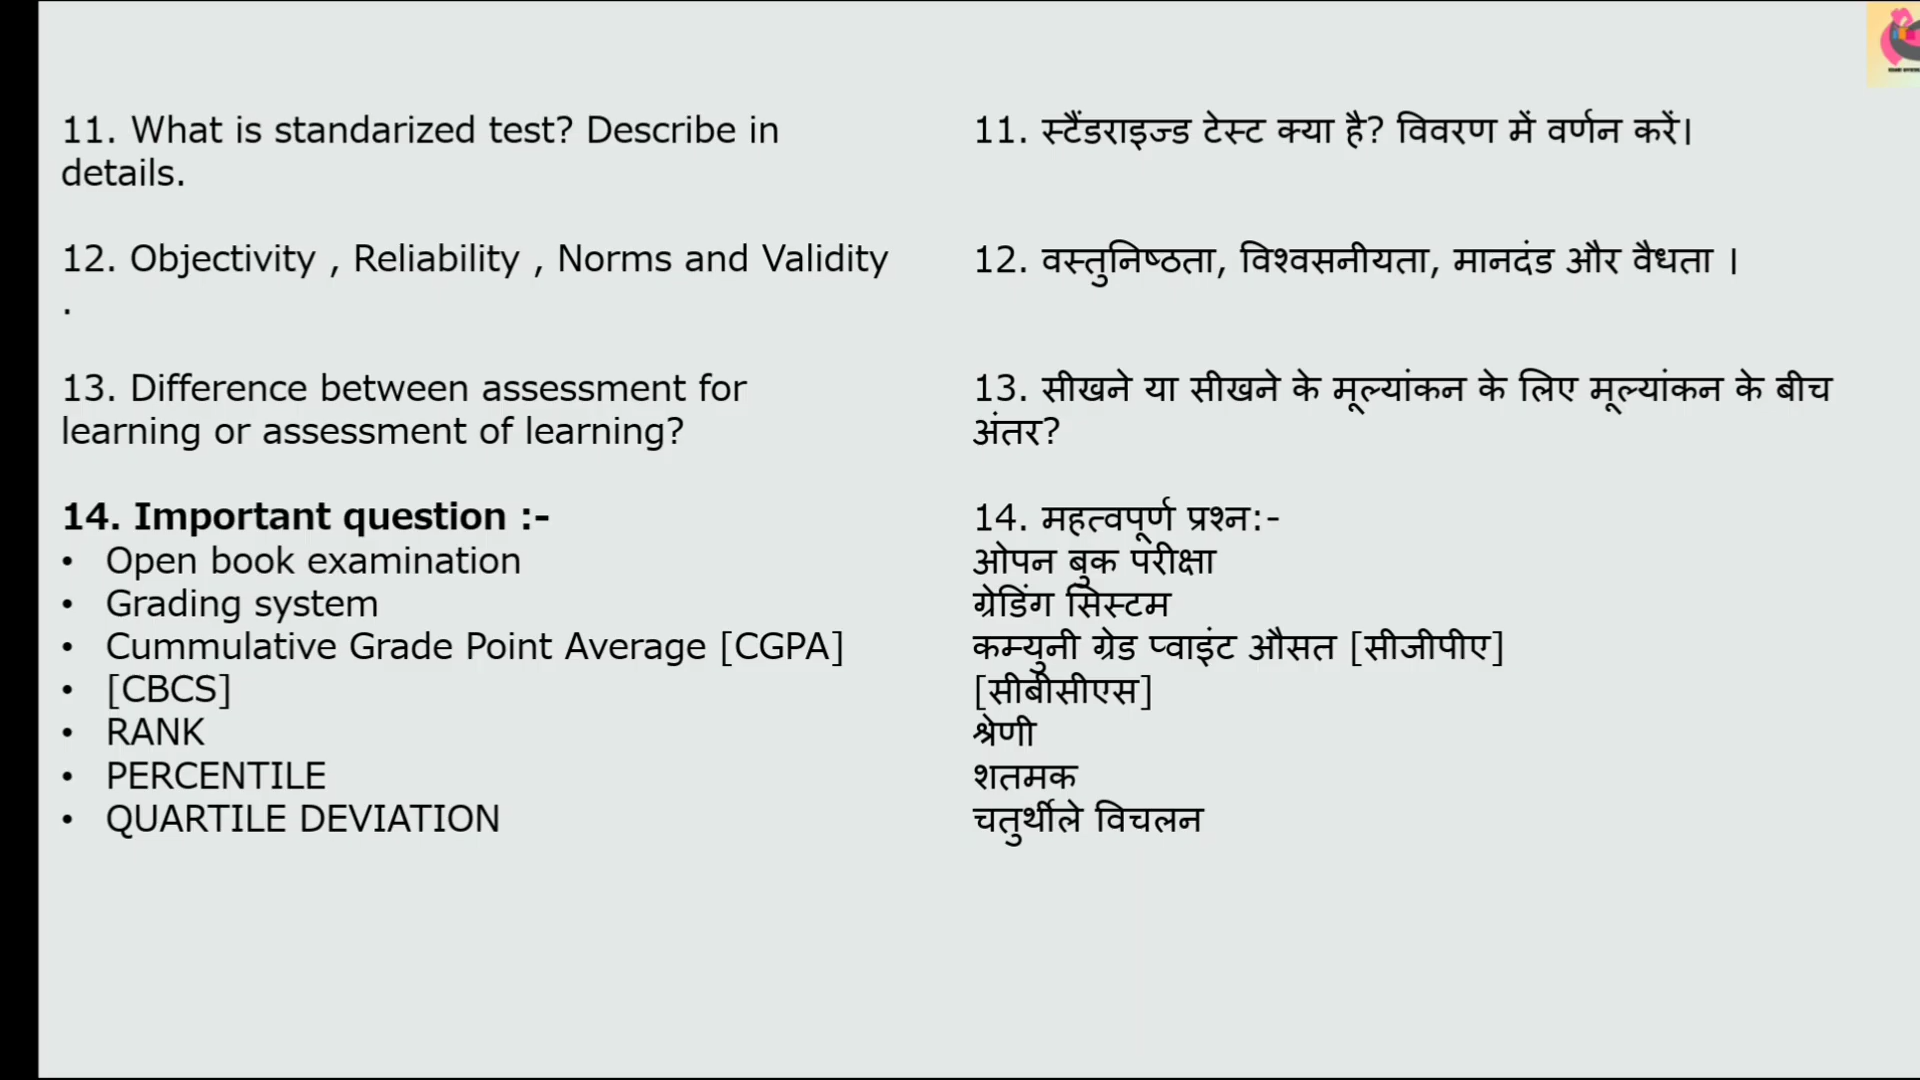 11. What is standarized test? Describe in
details.
12. Objectivity , Reliability , Norms and Validity
.
13. Difference between assessment for
learning or assessment of learning?
14. Important question :-
• Open book examination
• Grading system
• Cummulative Grade Point Average [CGPA]
• [CBCS]
• RANK
• PERCENTILE
• QUARTILE DEVIATION
11. स्टैंडराइज्ड टेस्ट क्या है? विवरण में वर्णन करें।
12. वस्तुनिष्ठता, विश्वसनीयता, मानदंड और वैधता ।
13. सीखने या सीखने के मूल्यांकन के लिए मूल्यांकन के बीच
अंतर?
14. महत्वपूर्ण प्रश्न:-
ओपन बुक परीक्षा
ग्रेडिंग सिस्टम
कम्युनी ग्रेड प्वाइंट औसत [सीजीपीए]
[सीबीसीएस]
श्रेणी
शतमक
चतुर्थीले विचलन